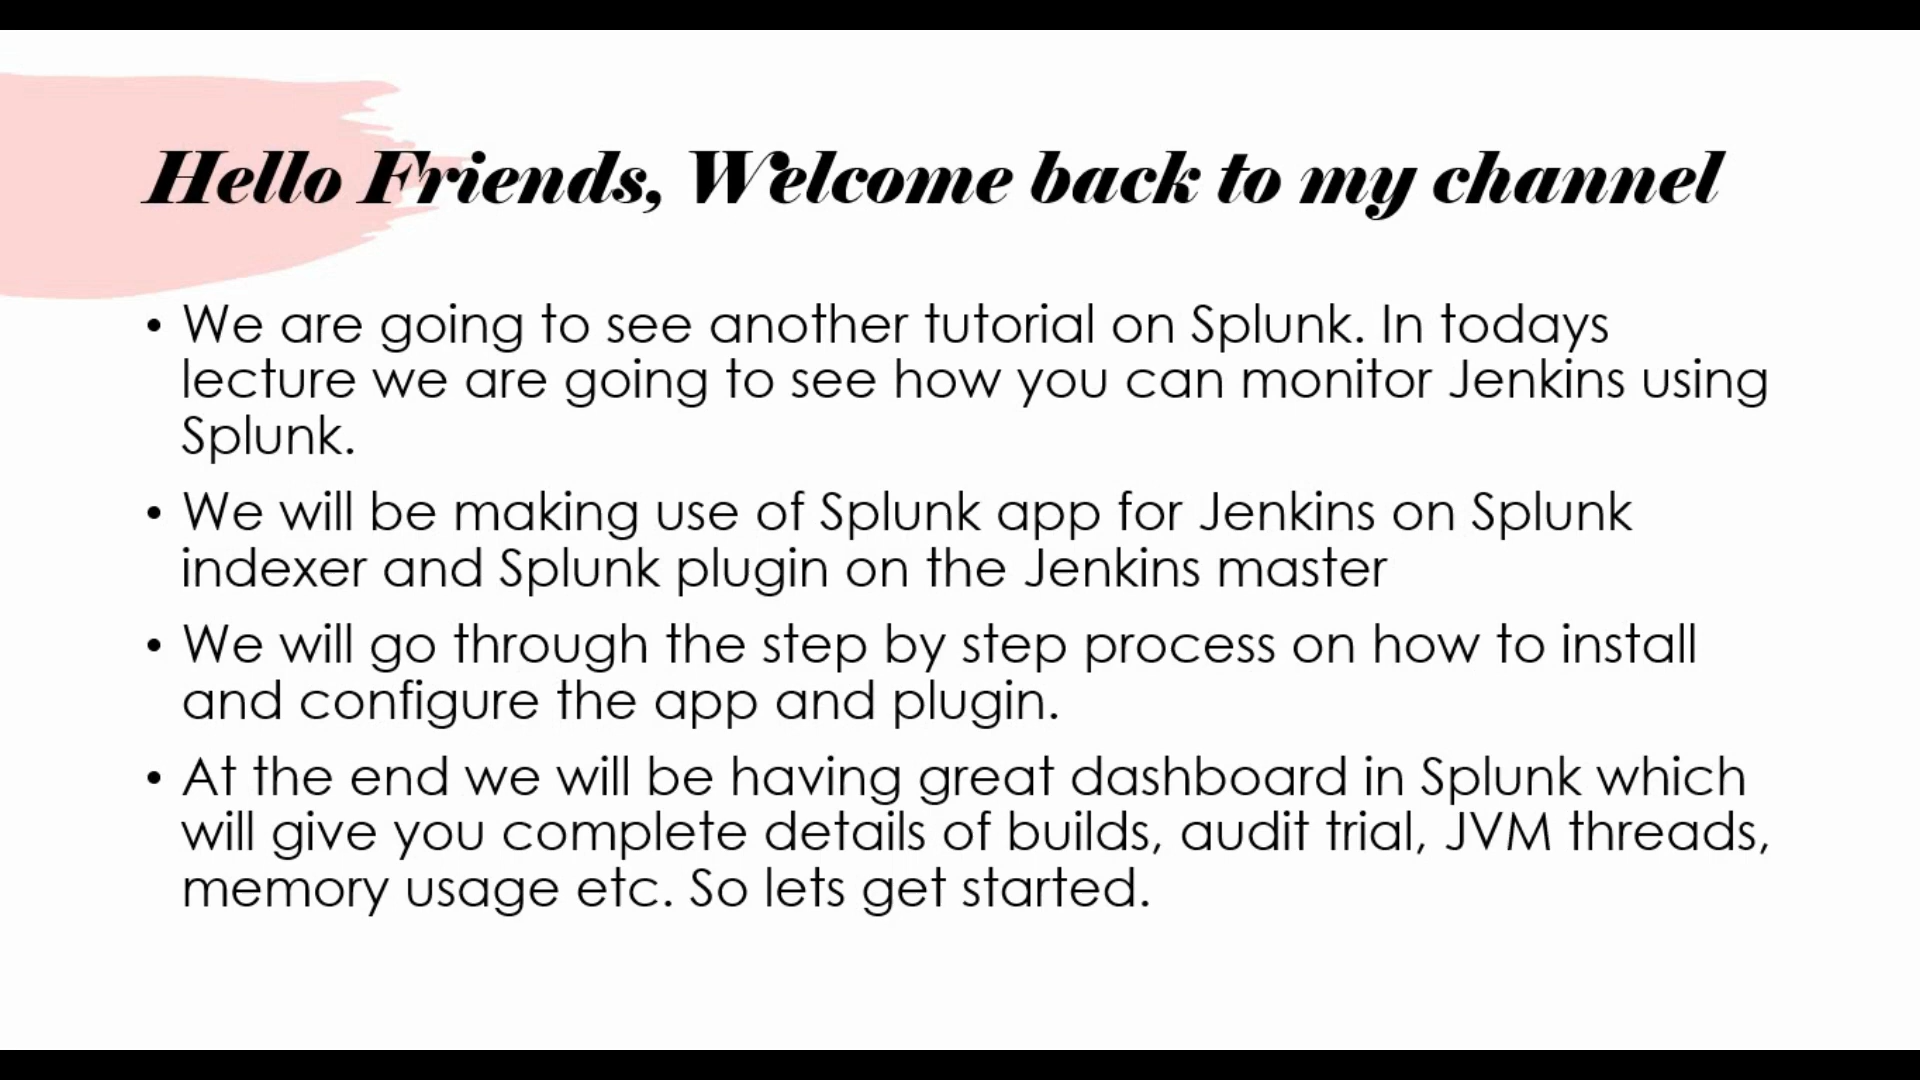 Hello Friends, Welcome back to my channel
• We are going to see another tutorial on Splunk. In todays
lecture we are going to see how you can monitor Jenkins using
Splunk.
• We will be making use of Splunk app for Jenkins on Splunk
indexer and Splunk plugin on the Jenkins master
• We will go through the step by step process on how to install
and configure the app and plugin.
• At the end we will be having great dashboard in Splunk which
will give you complete details of builds, audit trial, JVM threads,
memory usage etc. So lets get started.